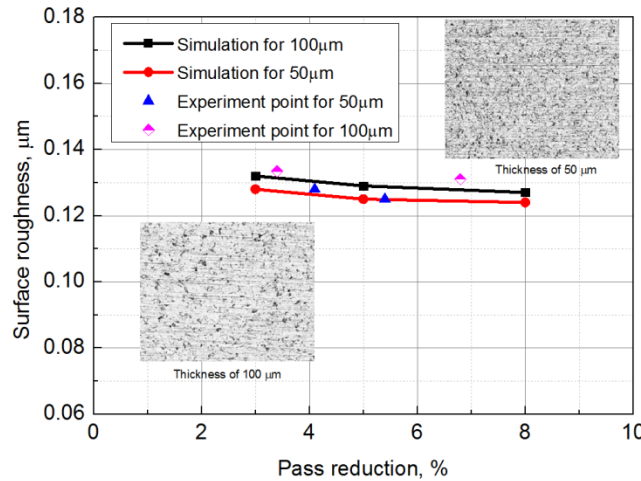 0.18
0.16
0.14
0.12
0.10
0.08
0.06
Surface roughness, μm
Simulation for 100μm
Simulation for 50μm
Experiment point for 50μm
Experiment point for 100μm
Thickness of 50 μm
Thickness of 100 μm
0 2 4 6 8 10
Pass reduction, %